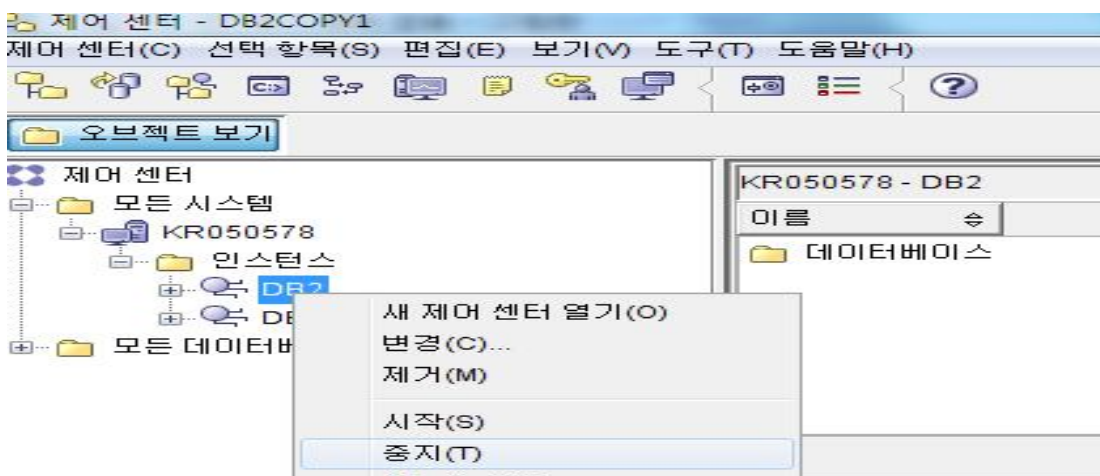 제어 센터 - DB2COPY1
제어 센터(C) 선택 항목(S) 편집(E) 보기(V) 도구(T) 도움말(H)
오브젝트 보기
제어 센터
모든 시스템
KR050578
인스턴스
DB2
모든
KR050578 - DB2
이름
데이터베이스
새 제어 센터 열기(O)
변경(C)...
제거(M)
시작(S)
중지(T)